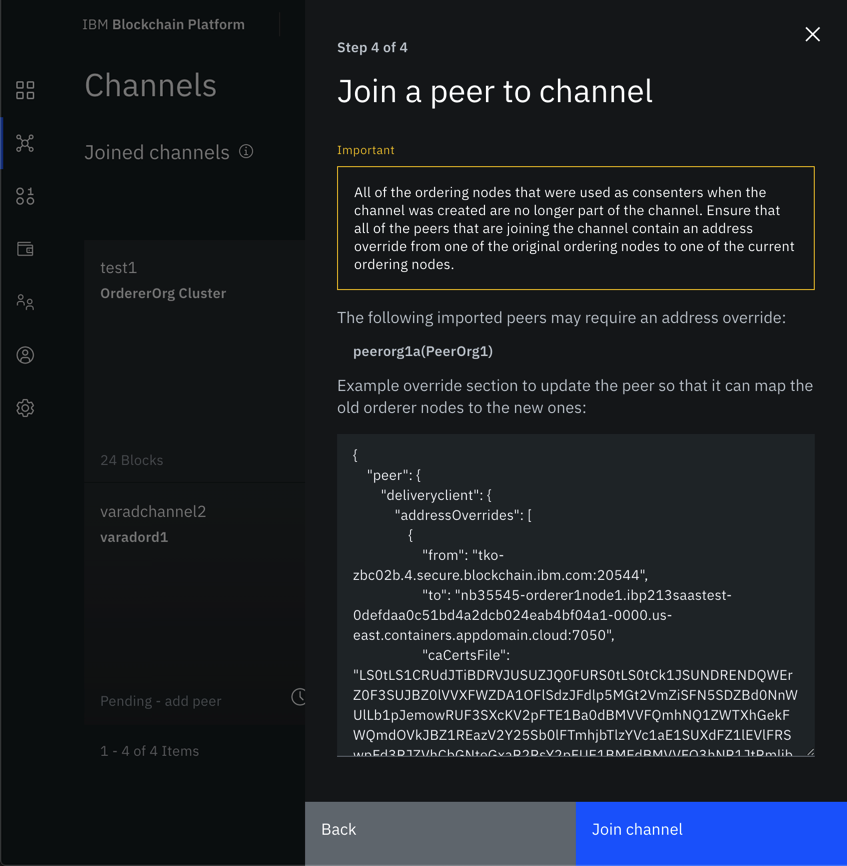 IBM Blockchain Platform
Channels
Joined channels
test1
OrdererOrg Cluster
24 Blocks
varadchannel2
varadord1
Pending - add peer
1 - 4 of 4 Items
Step 4 of 4
Join a peer to channel
Important
All of the ordering nodes that were used as consenters when the
channel was created are no longer part of the channel. Ensure that
all of the peers that are joining the channel contain an address
override from one of the original ordering nodes to one of the current
ordering nodes.
The following imported peers may require an address override:
peerorg1a(PeerOrg1)
Example override section to update the peer so that it can map the
old orderer nodes to the new ones:
{
"peer": {
"deliveryclient": {
"addressOverrides": [
{
"from": "tko-
zbc02b.4.secure.blockchain.ibm.com:20544",
"to": "nb35545-orderer1node1.ibp213saastest-
0defdaa0c51bd4a2dcb024eab4bf04a1-0000.us-
east.containers.appdomain.cloud:7050",
"caCertsFile":
"LS0tLS1CRUdJTiBDRVJUSUZJQ0FURS0tLS0tCk1JSUNDRENDQWEr
Z0F3SUJBZ0lVVXFWZDA1OFlSdzJFdlp5MGt2VmZiSFN5SDZBd0NnW
UlLb1pJemowRUF3SXcKV2pFTE1Ba0dBMVVFQmhNQ1ZWTXhGekF
WQmdOVkJBZ1REazV2Y25Sb0lFTmhjbTlzYVc1aE1SUXdFZ1lEVlFRS
Back
Join channel